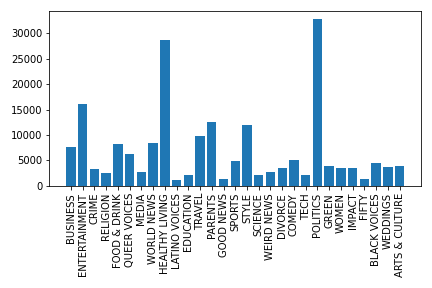 30000
25000
20000
15000
10000
5000
0
BUSINESS
ENTERTAINMENT
CRIME
RELIGION
FOOD & DRINK
QUEER VOICES
MEDIA
WORLD NEWS
HEALTHY LIVING
LATINO VOICES
EDUCATION
TRAVEL
PARENTS
GOOD NEWS
SPORTS
STYLE
SCIENCE
WEIRD NEWS
DIVORCE
COMEDY
TECH
POLITICS
GREEN
WOMEN
IMPACT
FIFTY
BLACK VOICES
WEDDINGS
ARTS & CULTURE